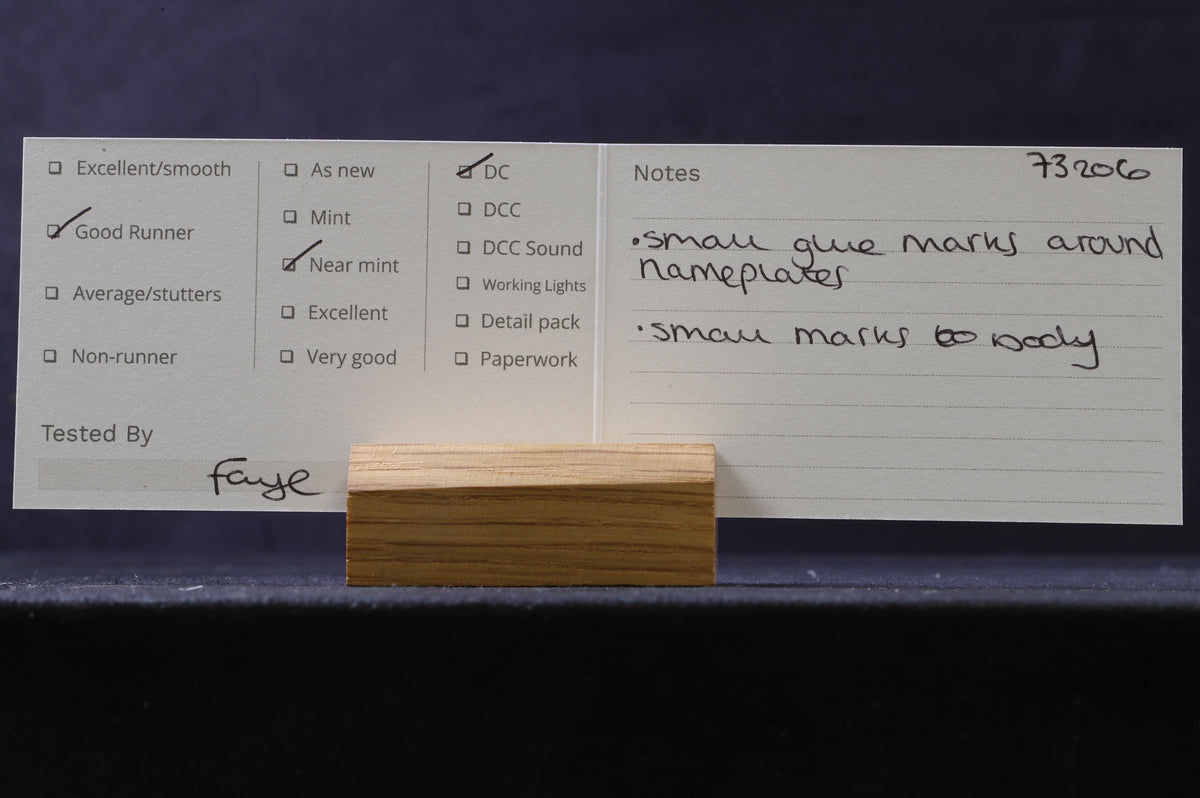 ☐ Excellent/smooth
☑ Good Runner
☐ Average/stutters
☐ Non-runner
☐ As new
☐ Mint
☑ Near mint
☐ Excellent
☐ Very good
☑ DC
☐ DCC
☐ DCC Sound
☐ Working Lights
☐ Detail pack
☐ Paperwork
Tested By
Faye
Notes
73206
• small glue marks around
nameplates
• small marks to body